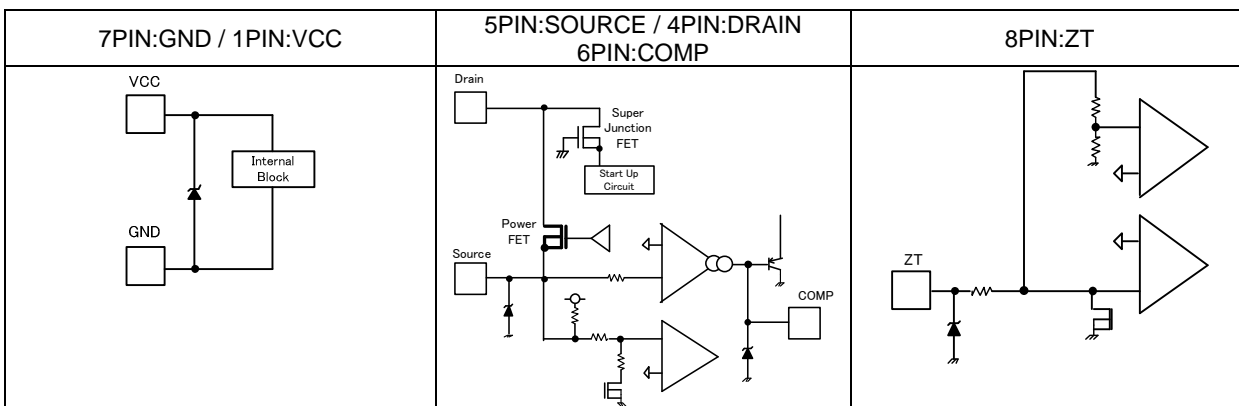 7PIN:GND / 1PIN:VCC
5PIN:SOURCE / 4PIN:DRAIN
6PIN:COMP
8PIN:ZT
VCC
Internal
Block
GND
Drain
Super
Junction
FET
Start Up
Circuit
Power
FET
Source
COMP
ZT